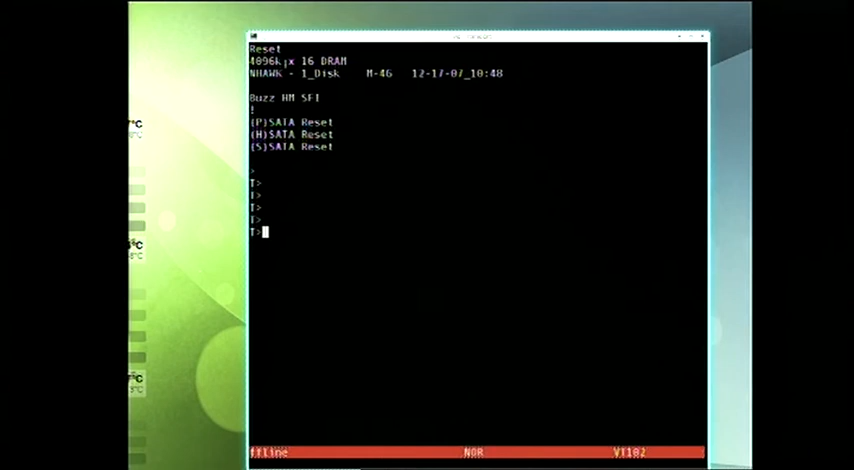 Reset
4096k x 16 DRAM
NHAWK - 1_Disk M-46 12-17-07_10:48
Buzz HM SFI
!
(P)SATA Reset
(H)SATA Reset
(S)SATA Reset
>
T>
T>
T>
T>
T>
ffline NOR VT102
°C
°C
°C